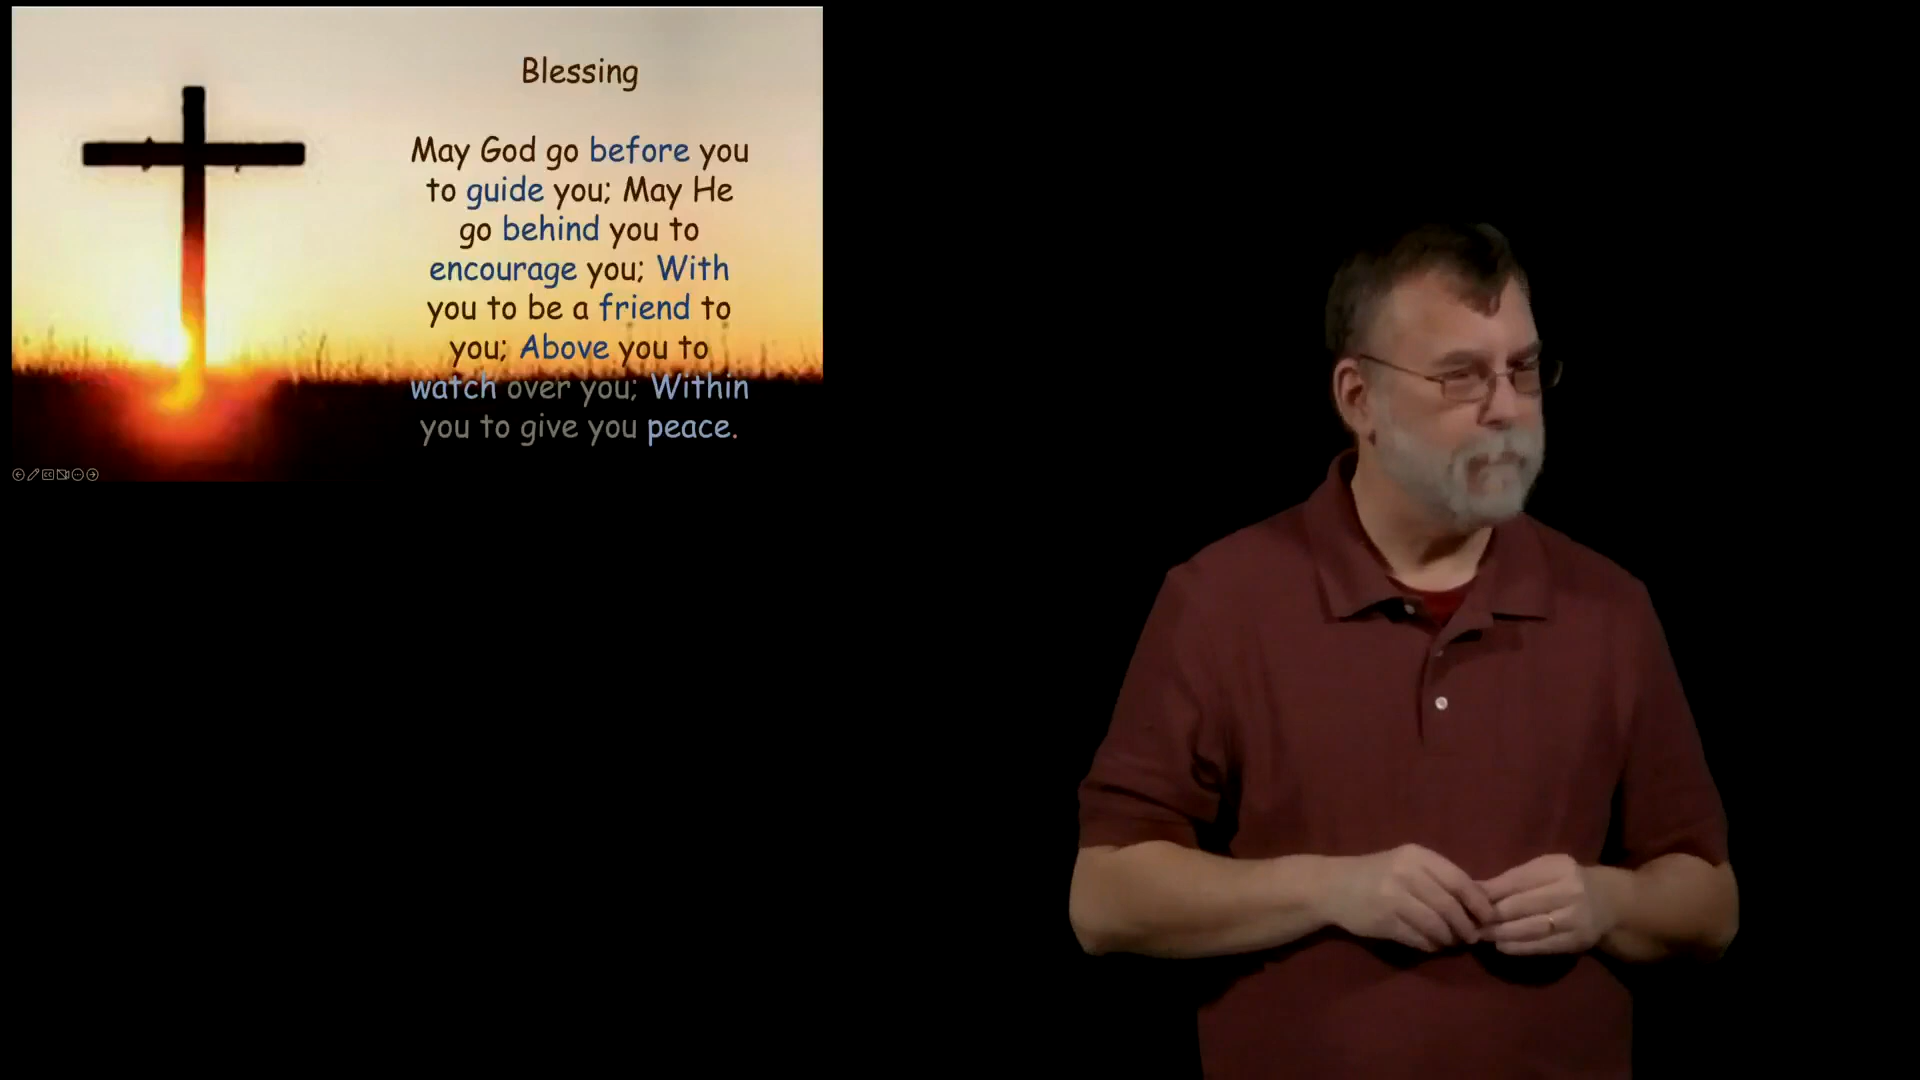 Blessing
May God go before you
to guide you; May He
go behind you to
encourage you; With
you to be a friend to
you; Above you to
watch over you; Within
you to give you peace.